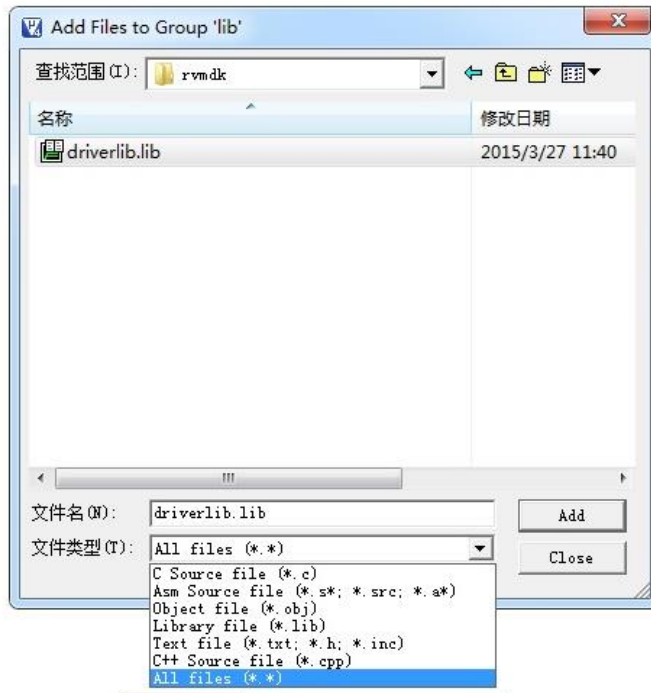 Add Files to Group 'lib'
查找范围(I): rvmdk
名称 修改日期
driverlib.lib 2015/3/27 11:40
文件名(N): driverlib.lib Add
文件类型(T): All files (*.*) Close
C Source file (*.c)
Asm Source file (*.s*; *.src; *.a*)
Object file (*.obj)
Library file (*.lib)
Text file (*.txt; *.h; *.inc)
C++ Source file (*.cpp)
All files (*.*)